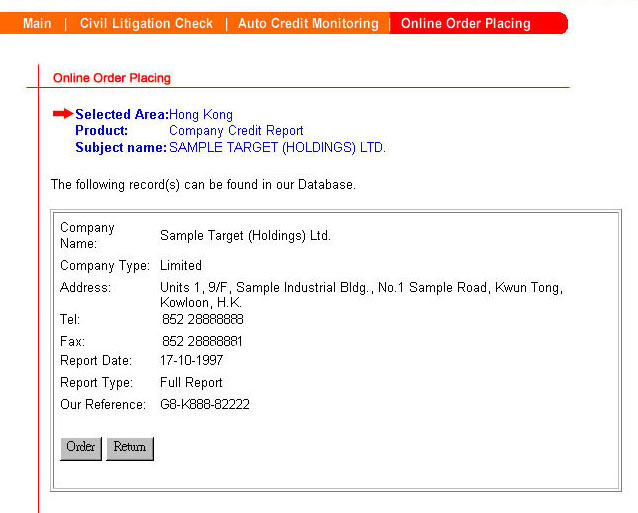 Main | Civil Litigation Check | Auto Credit Monitoring | Online Order Placing
Online Order Placing
Selected Area:Hong Kong
Product: Company Credit Report
Subject name: SAMPLE TARGET (HOLDINGS) LTD.
The following record(s) can be found in our Database.
Company Name: Sample Target (Holdings) Ltd.
Company Type: Limited
Address: Units 1, 9/F, Sample Industrial Bldg., No.1 Sample Road, Kwun Tong,
Kowloon, H.K.
Tel: 852 28888888
Fax: 852 28888881
Report Date: 17-10-1997
Report Type: Full Report
Our Reference: G8-K888-82222
Order Return